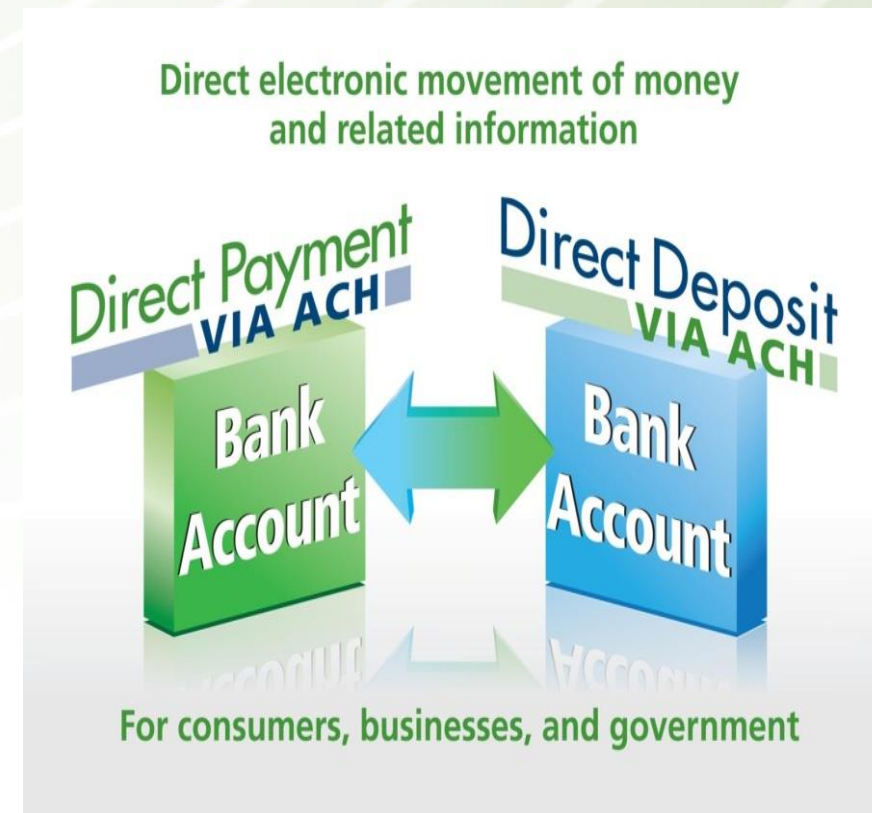 Direct electronic movement of money
and related information
Direct Payment
VIA ACH
Direct Deposit
VIA ACH
Bank
Account
Bank
Account
For consumers, businesses, and government